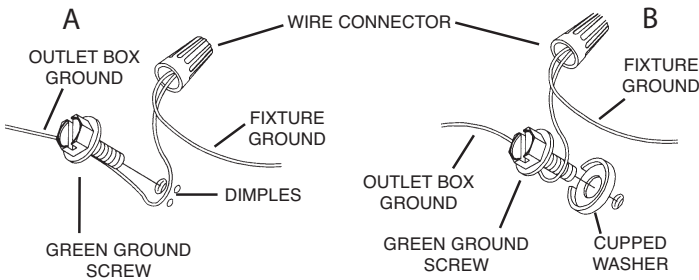 A
WIRE CONNECTOR
B
OUTLET BOX
GROUND
FIXTURE
GROUND
DIMPLES
GREEN GROUND
SCREW
FIXTURE
GROUND
OUTLET BOX
GROUND
GREEN GROUND
SCREW
CUPPED
WASHER